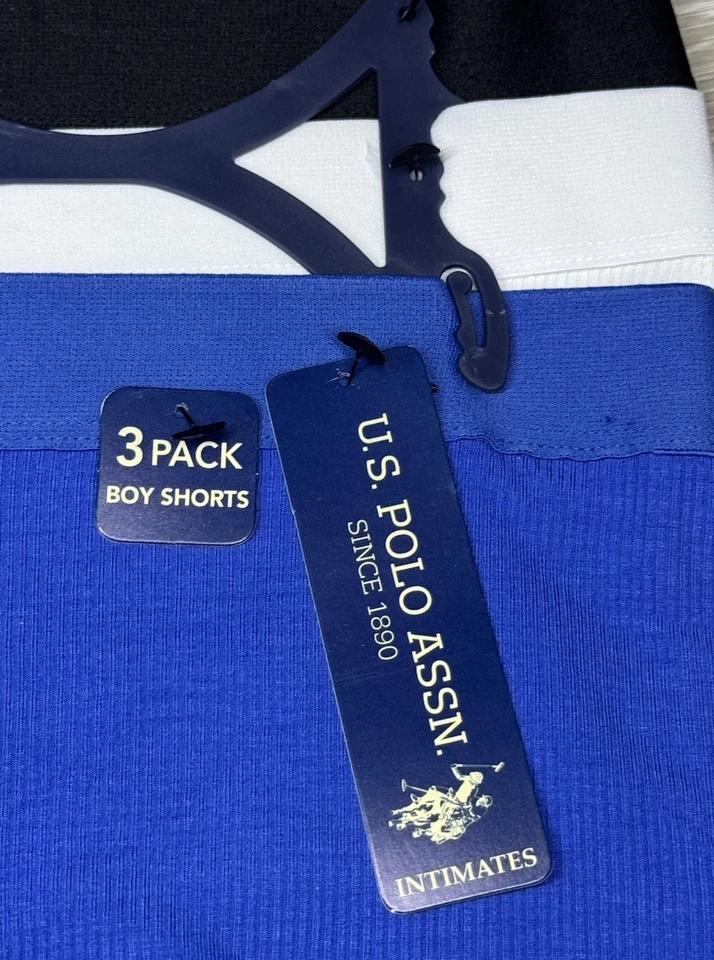 3 PACK
BOY SHORTS
U.S. POLO ASSN.
SINCE 1890
INTIMATES